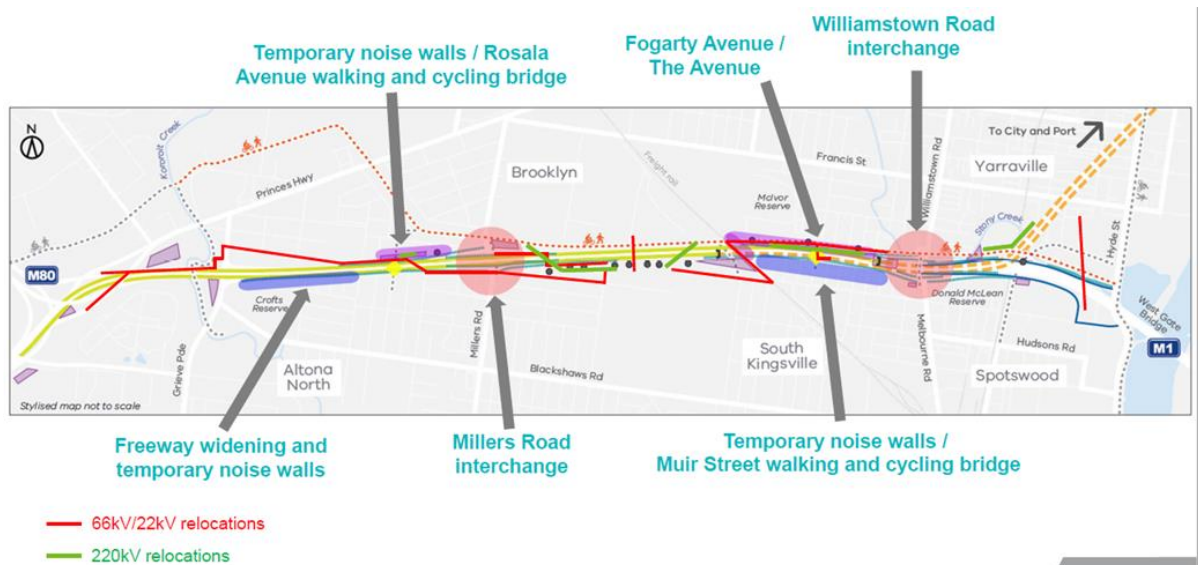 Williamstown Road
interchange
Temporary noise walls / Rosala
Avenue walking and cycling bridge
Fogarty Avenue /
The Avenue
N
Kororoit Creek
Princes Hwy
Brooklyn
Freight rail
Francis St
McIvor
Reserve
Williamstown Rd
Yarraville
To City and Port
Stony Creek
Hyde St
M80
Crofts
Reserve
Grieve Pde
Altona
North
Millers Rd
Blackshaws Rd
South
Kingsville
Melbourne Rd
Donald McLean
Reserve
Hudsons Rd
Spotswood
West Gate
Bridge
M1
Stylised map not to scale
Freeway widening and
temporary noise walls
Millers Road
interchange
Temporary noise walls /
Muir Street walking and cycling bridge
66kV/22kV relocations
220kV relocations